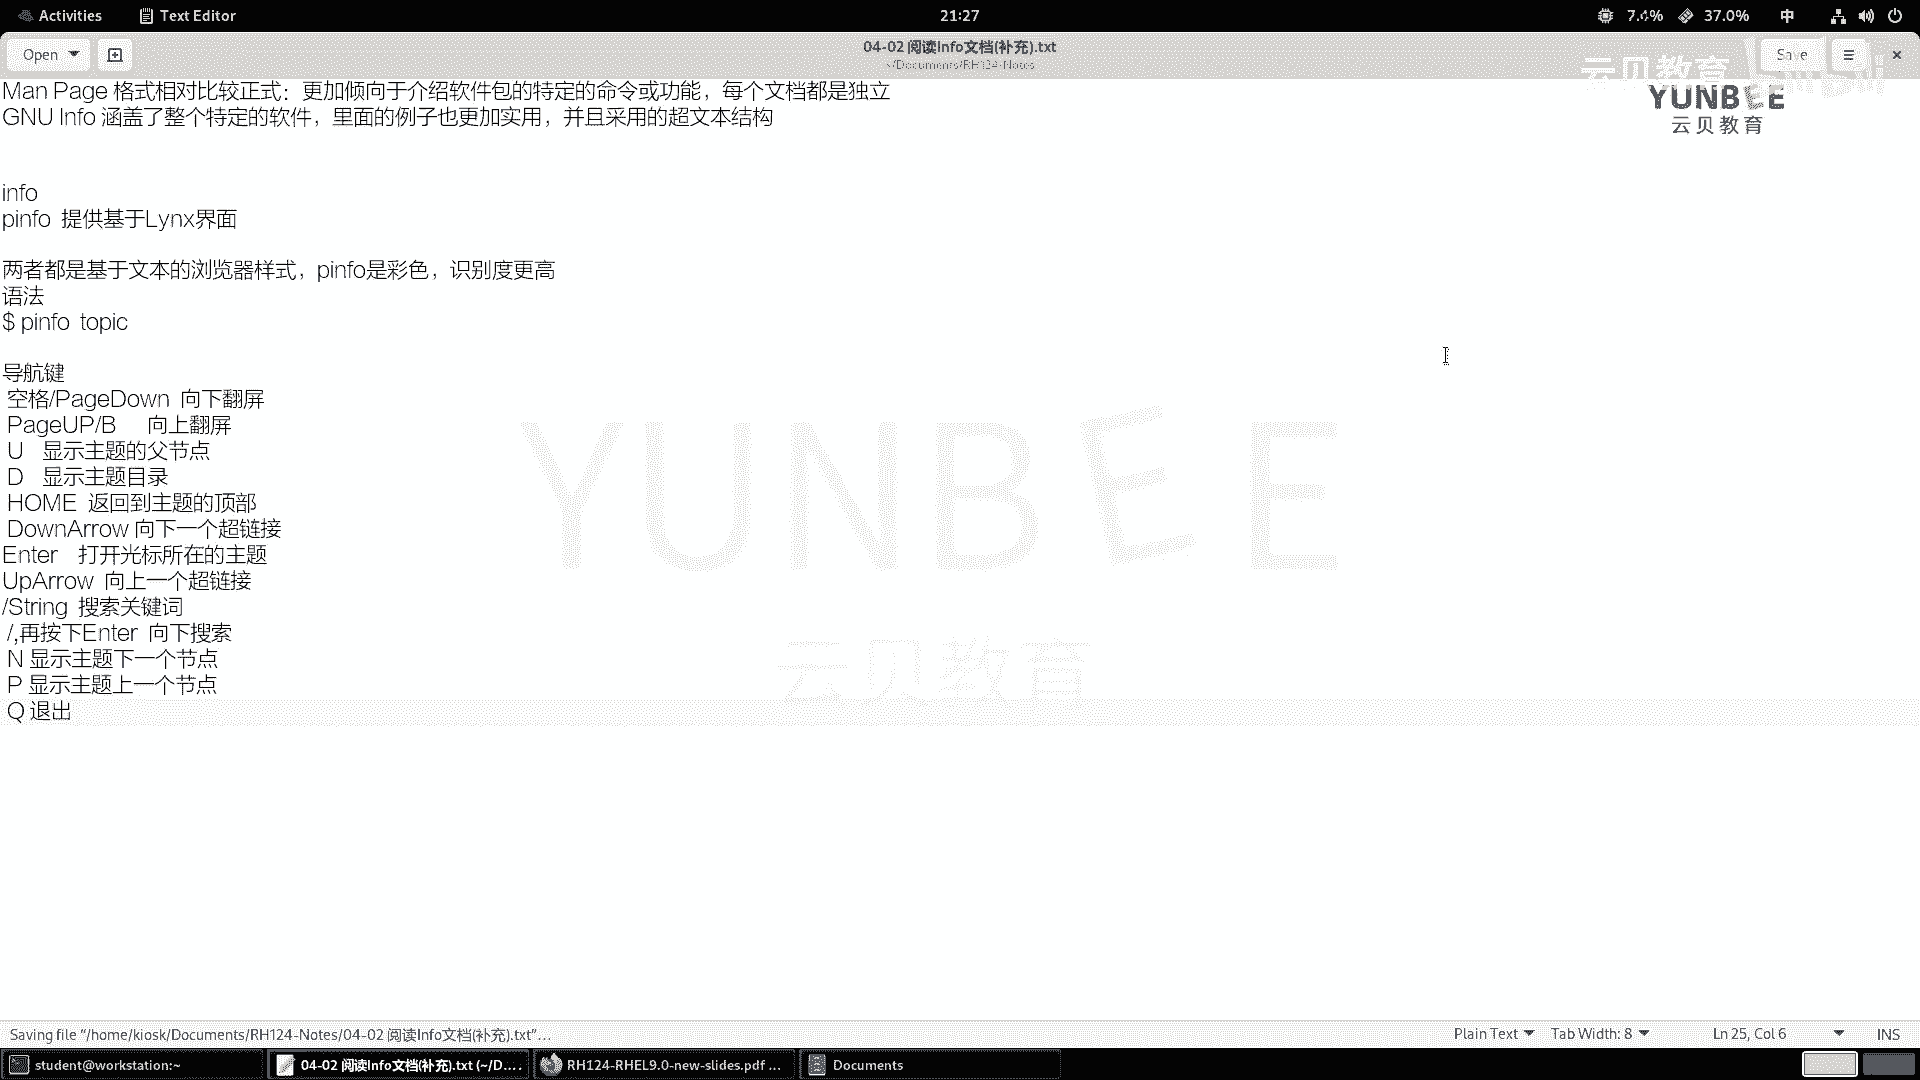 Activities
Text Editor
21:27
7.4%
37.0%
中
Open
04-02 阅读Info文档(补充).txt
~/Documents/RH124-Notes
Save
云贝教育
YUNBEE
云贝教育
Man Page 格式相对比较正式：更加倾向于介绍软件包的特定的命令或功能，每个文档都是独立
GNU Info 涵盖了整个特定的软件，里面的例子也更加实用，并且采用的超文本结构
info
pinfo 提供基于Lynx界面
两者都是基于文本的浏览器样式，pinfo是彩色，识别度更高
语法
$ pinfo topic
导航键
空格/PageDown 向下翻屏
PageUP/B 向上翻屏
U 显示主题的父节点
D 显示主题目录
HOME 返回到主题的顶部
DownArrow 向下一个超链接
Enter 打开光标所在的主题
UpArrow 向上一个超链接
/String 搜索关键词
/,再按下Enter 向下搜索
N 显示主题下一个节点
P 显示主题上一个节点
Q 退出
YUNBEE
云贝教育
Saving file "/home/kiosk/Documents/RH124-Notes/04-02 阅读Info文档(补充).txt"...
Plain Text
Tab Width: 8
Ln 25, Col 6
INS
student@workstation:~
04-02 阅读Info文档(补充).txt (~/D...
RH124-RHEL9.0-new-slides.pdf ...
Documents